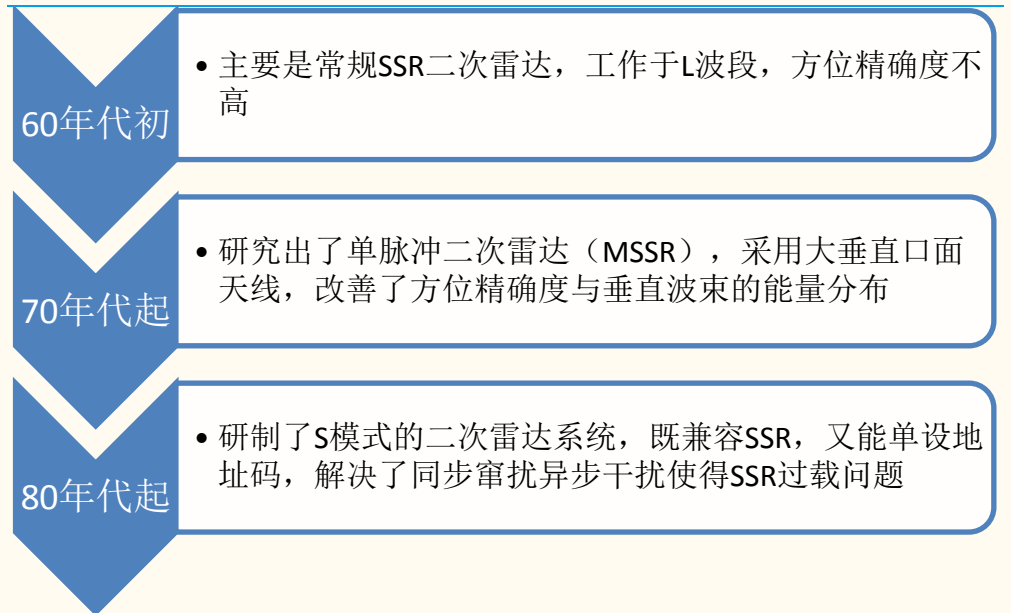 60年代初
• 主要是常规SSR二次雷达，工作于L波段，方位精确度不
高
70年代起
• 研究出了单脉冲二次雷达（MSSR），采用大垂直口面
天线，改善了方位精确度与垂直波束的能量分布
80年代起
• 研制了S模式的二次雷达系统，既兼容SSR，又能单设地
址码，解决了同步窜扰异步干扰使得SSR过载问题